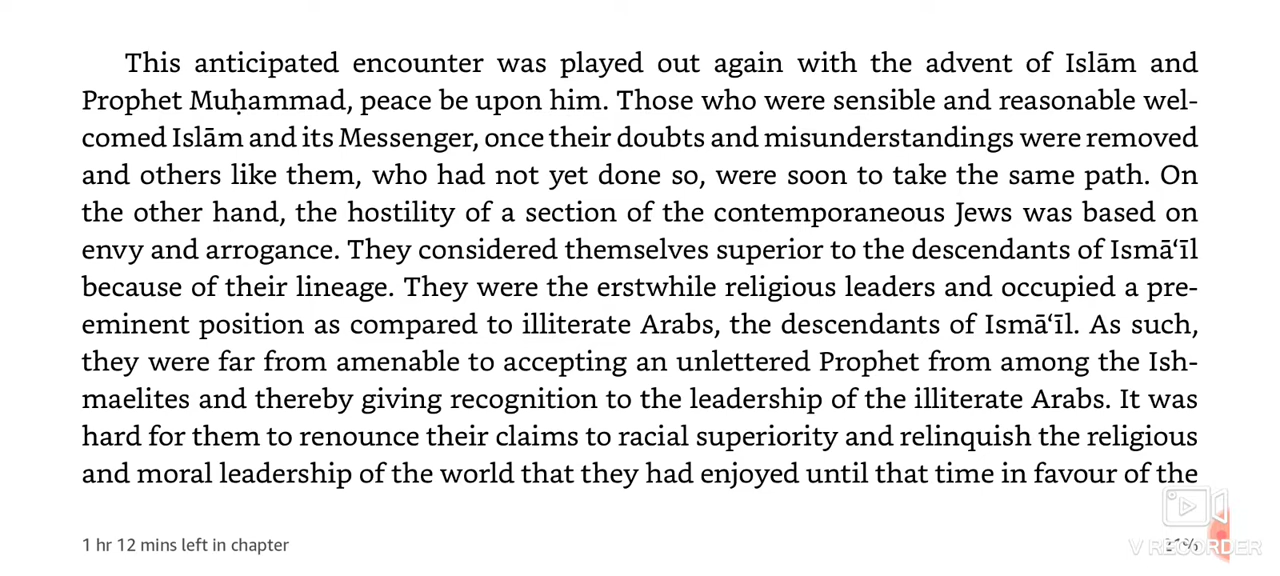 This anticipated encounter was played out again with the advent of Islām and
Prophet Muḥammad, peace be upon him. Those who were sensible and reasonable wel-
comed Islām and its Messenger, once their doubts and misunderstandings were removed
and others like them, who had not yet done so, were soon to take the same path. On
the other hand, the hostility of a section of the contemporaneous Jews was based on
envy and arrogance. They considered themselves superior to the descendants of Ismā‘īl
because of their lineage. They were the erstwhile religious leaders and occupied a pre-
eminent position as compared to illiterate Arabs, the descendants of Ismā‘īl. As such,
they were far from amenable to accepting an unlettered Prophet from among the Ish-
maelites and thereby giving recognition to the leadership of the illiterate Arabs. It was
hard for them to renounce their claims to racial superiority and relinquish the religious
and moral leadership of the world that they had enjoyed until that time in favour of the
1 hr 12 mins left in chapter
V RECORDER